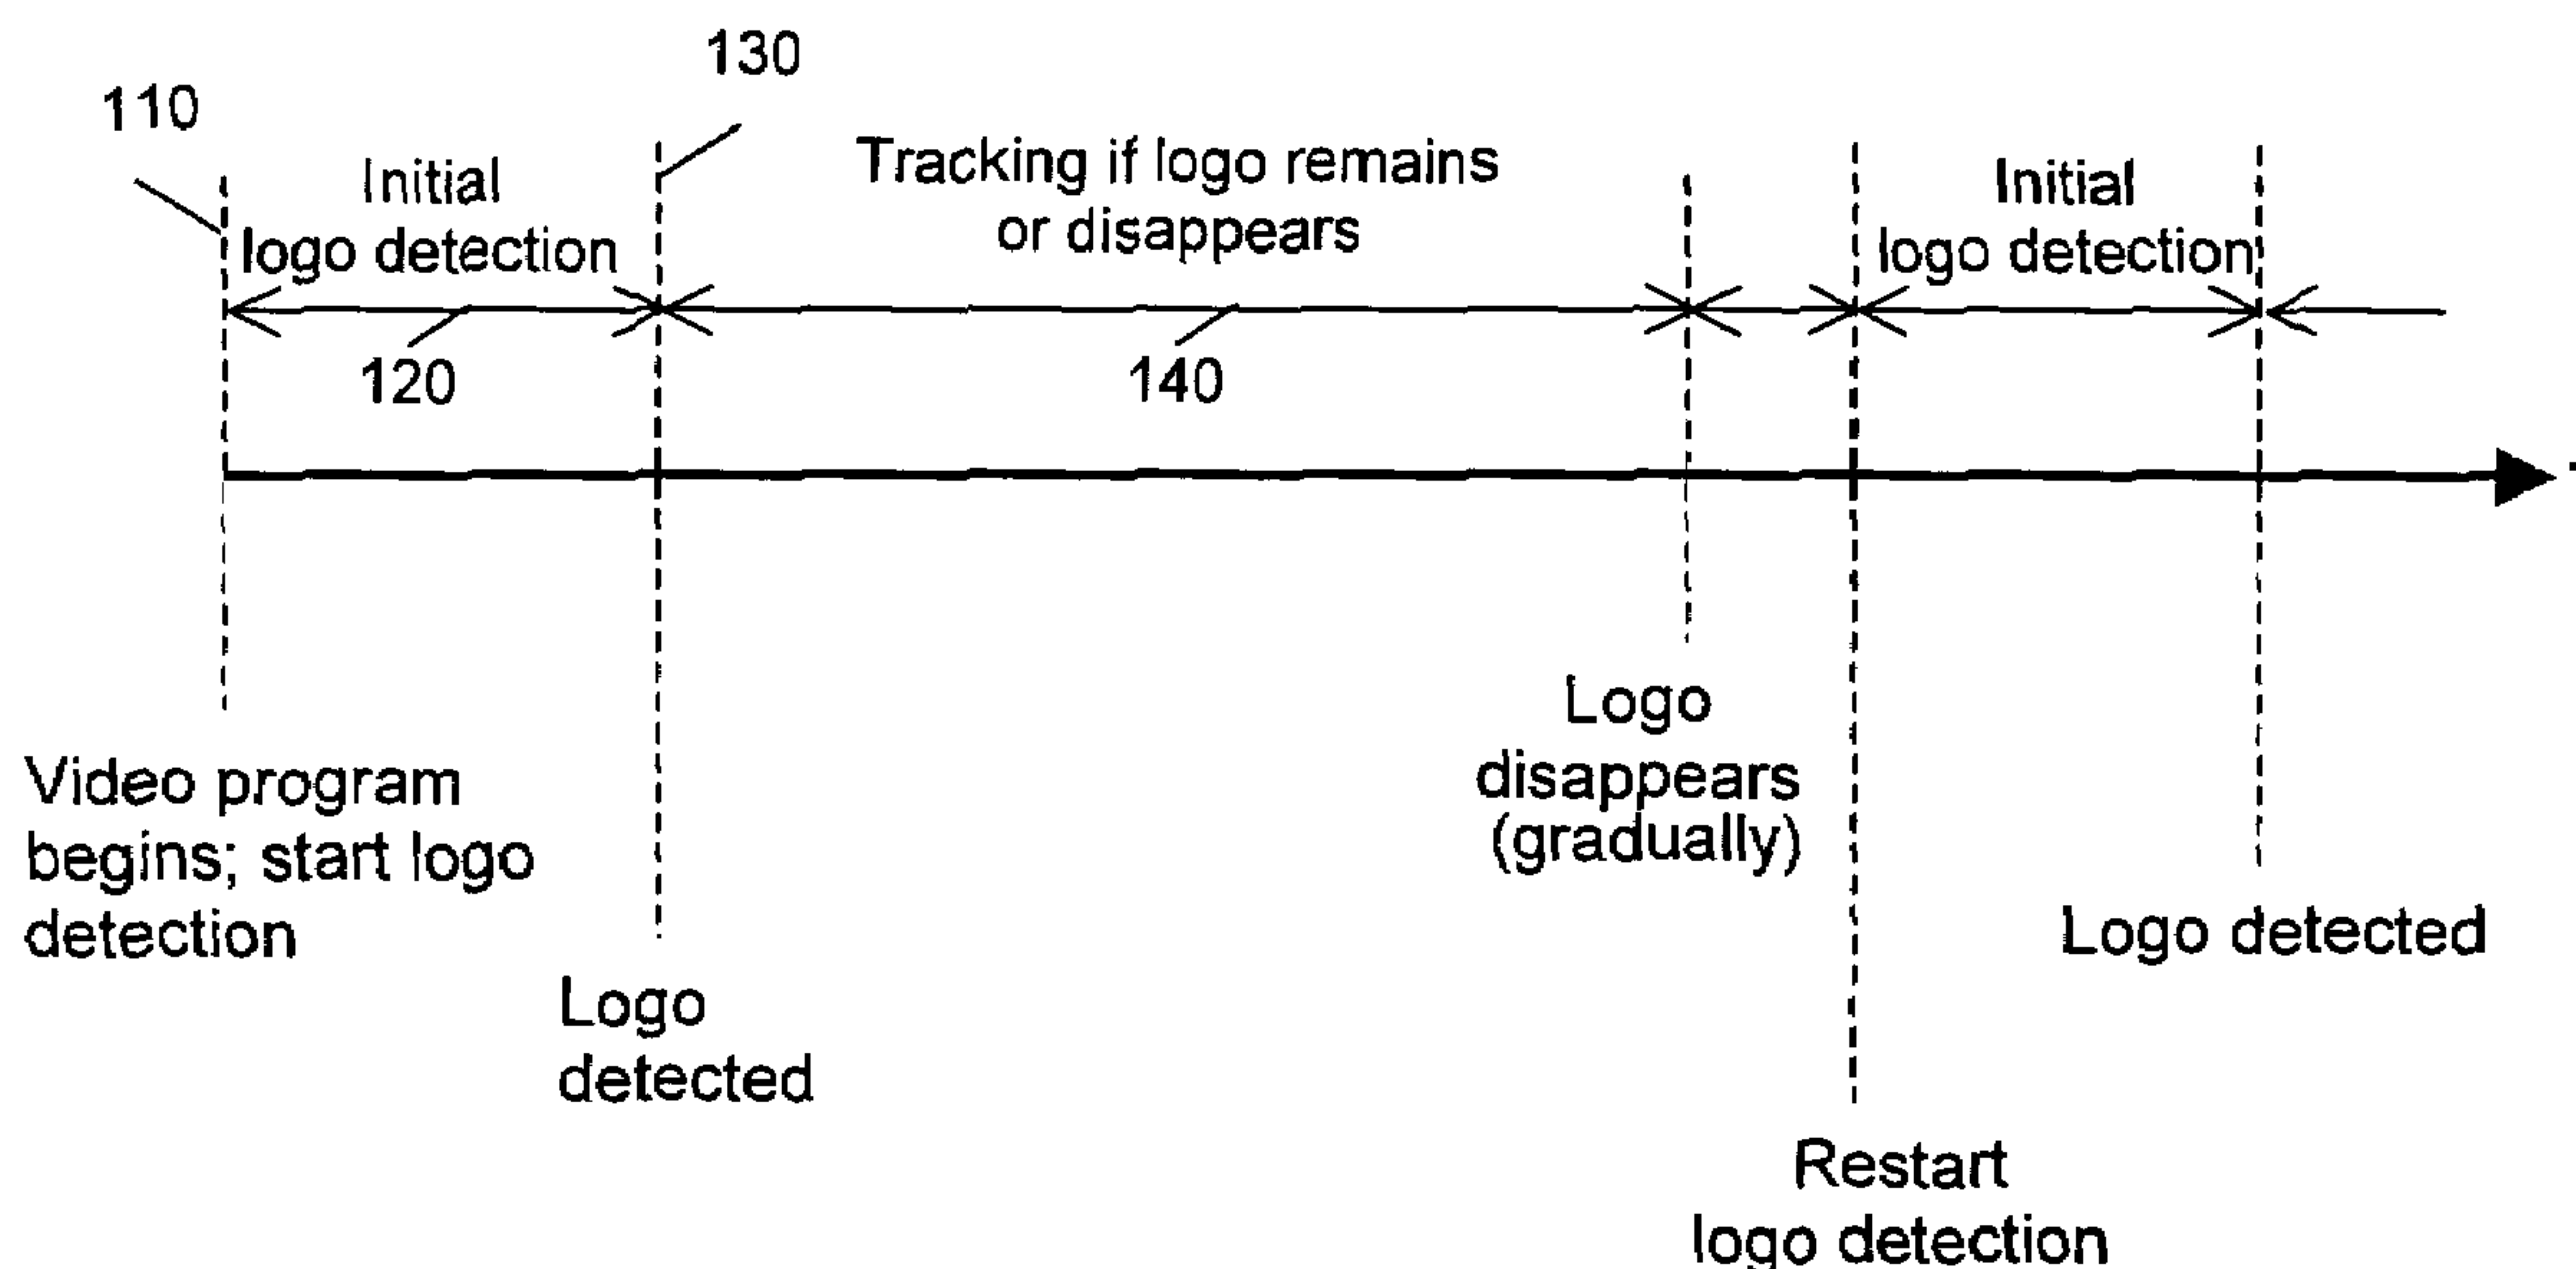 130
110
Initial
logo detection
Tracking if logo remains
or disappears
Initial
logo detection
120
140
Video program
begins; start logo
detection
Logo
detected
Logo
disappears
(gradually)
Logo detected
Restart
logo detection